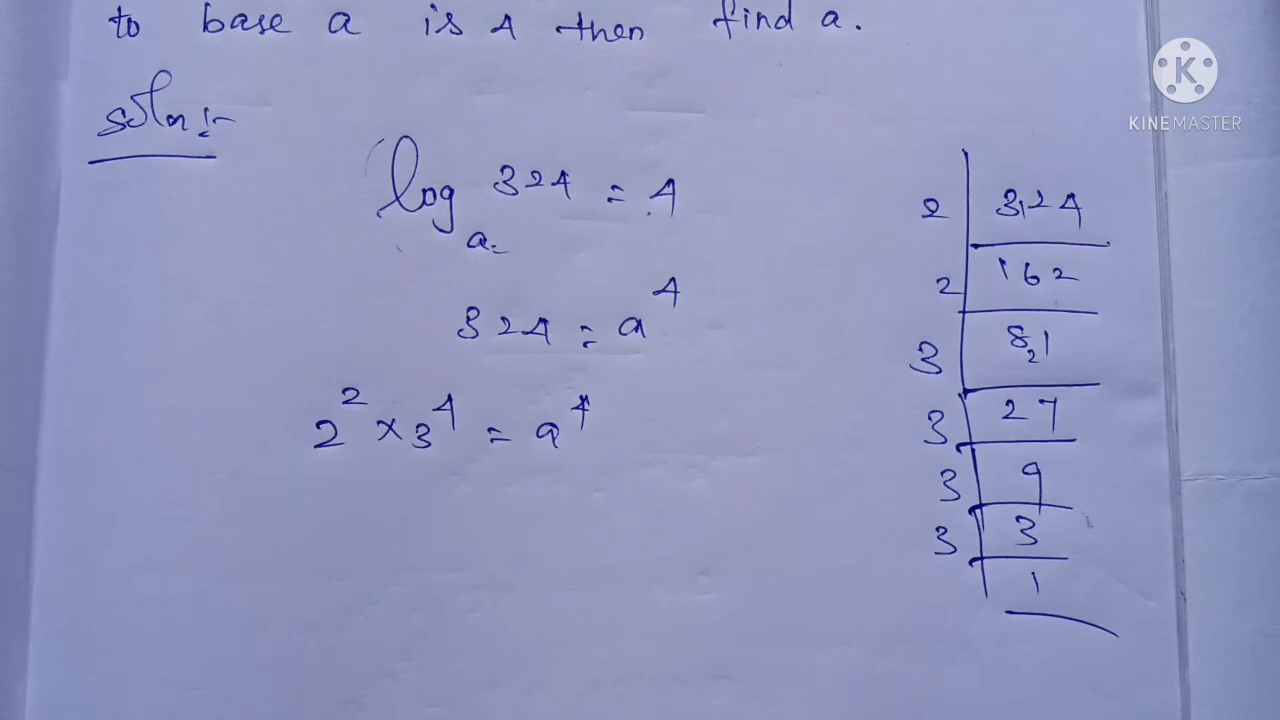 to base a is 4 then find a.
soln:-
log_a 324 = 4
324 = a^4
2^2 × 3^4 = a^4
2 | 324
2 | 162
3 | 81
3 | 27
3 | 9
3 | 3
1
K
KINEMASTER